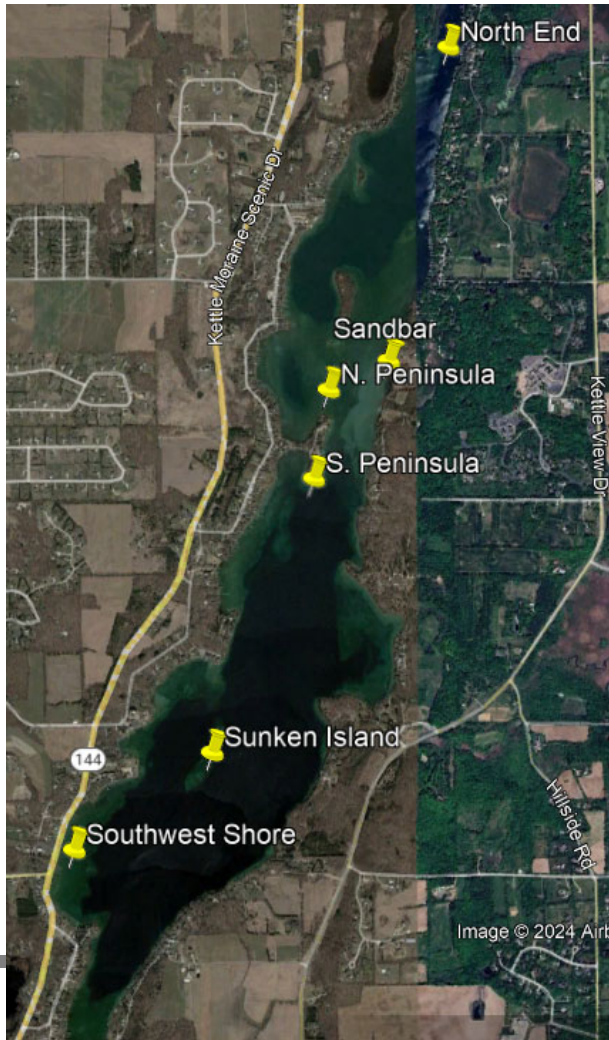 North End
Kettle Moraine Scenic Dr
Sandbar
N. Peninsula
Kettle View Dr
S. Peninsula
Sunken Island
144
Hillside Rd
Southwest Shore
Image © 2024 Airb